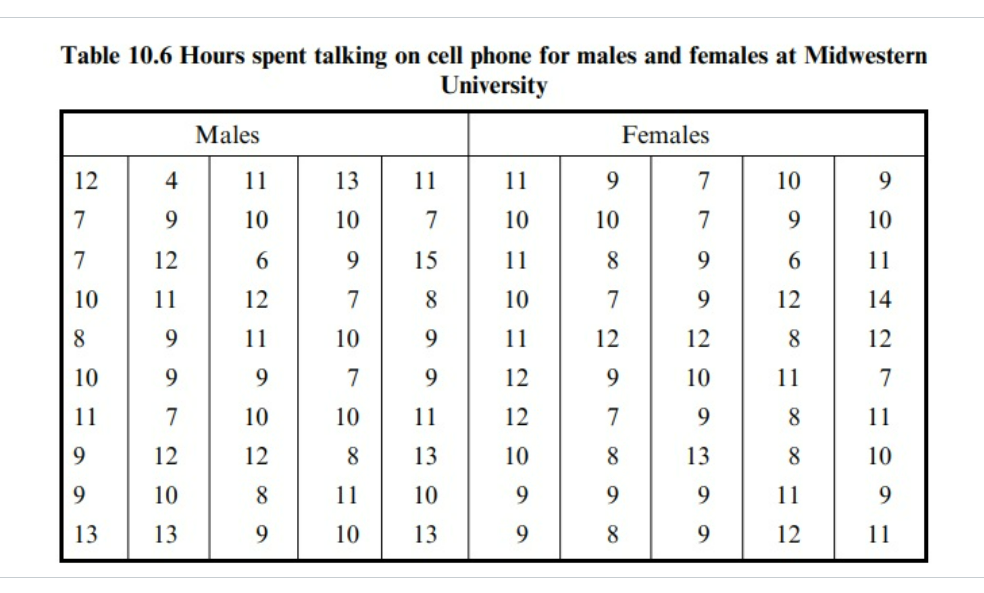 Table 10.6 Hours spent talking on cell phone for males and females at Midwestern
University
Males Females
12 4 11 13 11 11 9 7 10 9
7 9 10 10 7 10 10 7 9 10
7 12 6 9 15 11 8 9 6 11
10 11 12 7 8 10 7 9 12 14
8 9 11 10 9 11 12 12 8 12
10 9 9 7 9 12 9 10 11 7
11 7 10 10 11 12 7 9 8 11
9 12 12 8 13 10 8 13 8 10
9 10 8 11 10 9 9 9 11 9
13 13 9 10 13 9 8 9 12 11